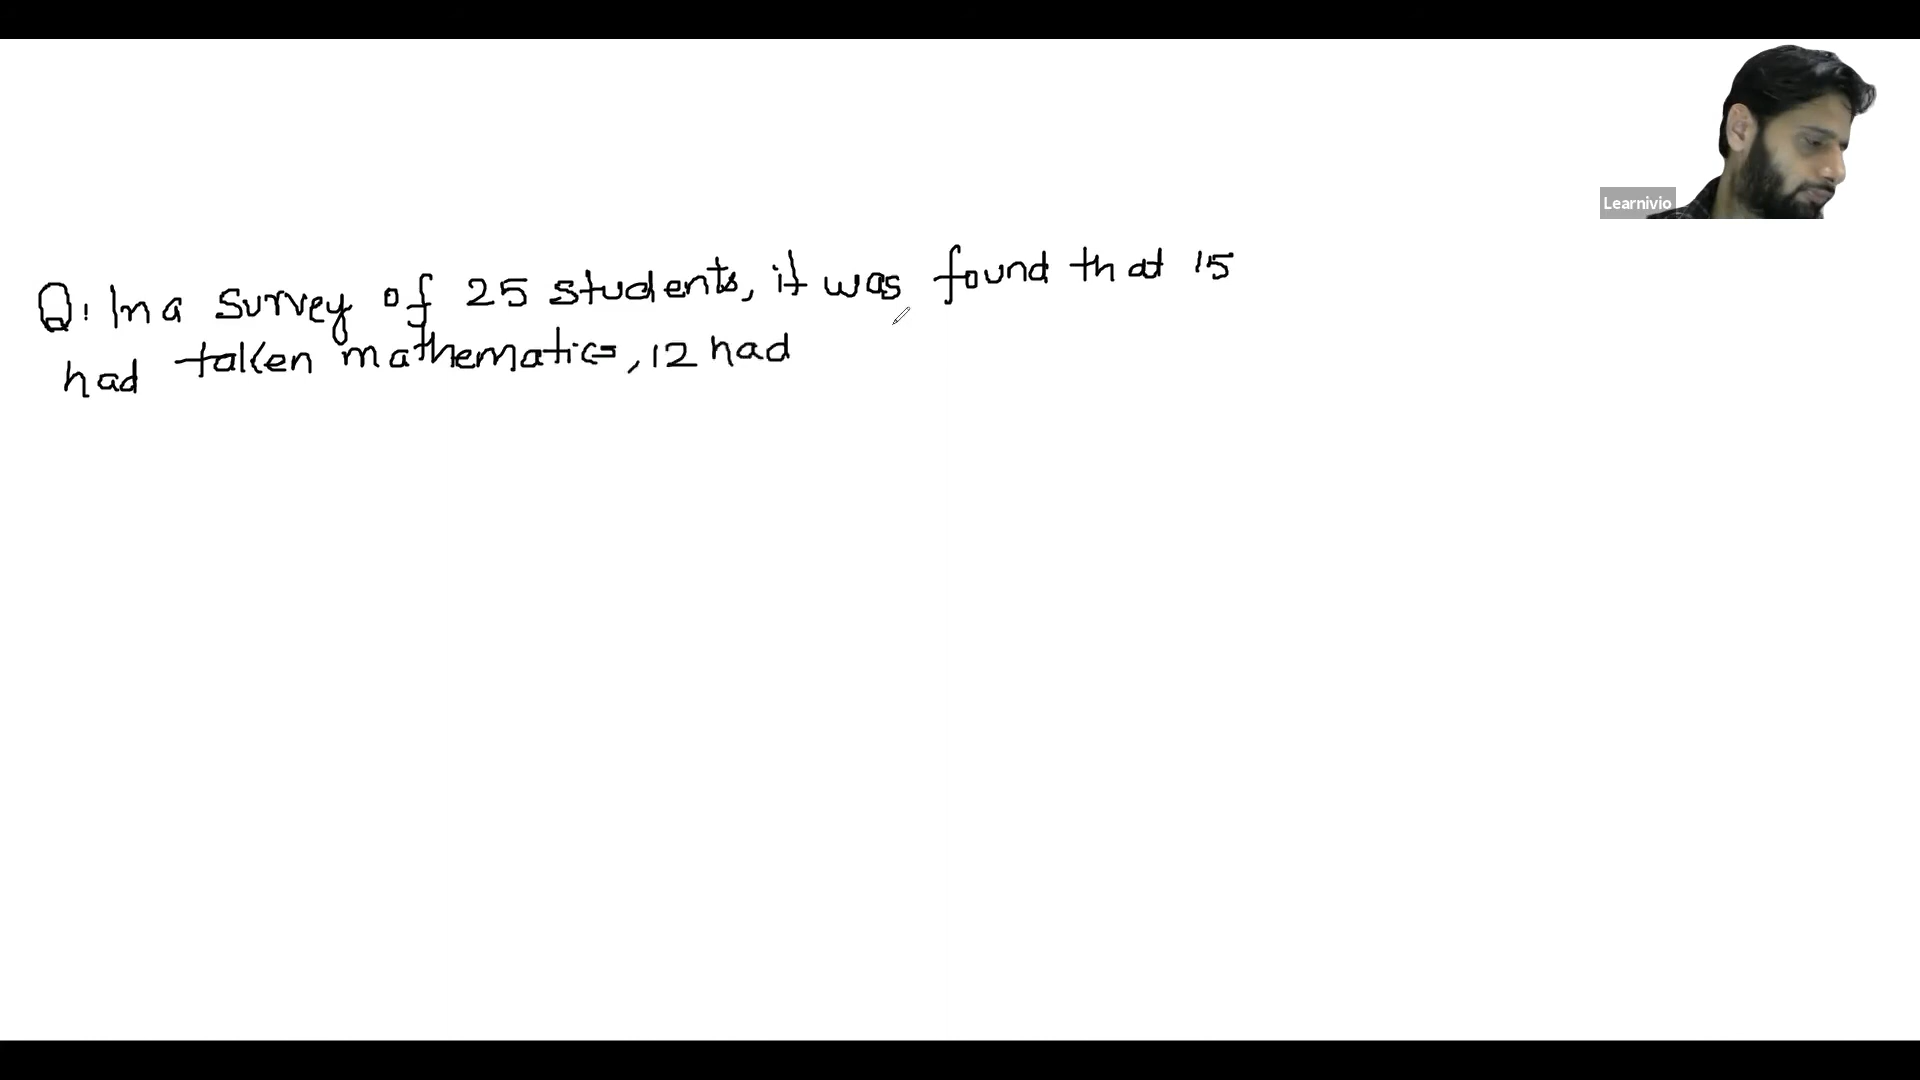 Learnivio
Q: In a survey of 25 students, it was found that 15
had taken mathematics, 12 had